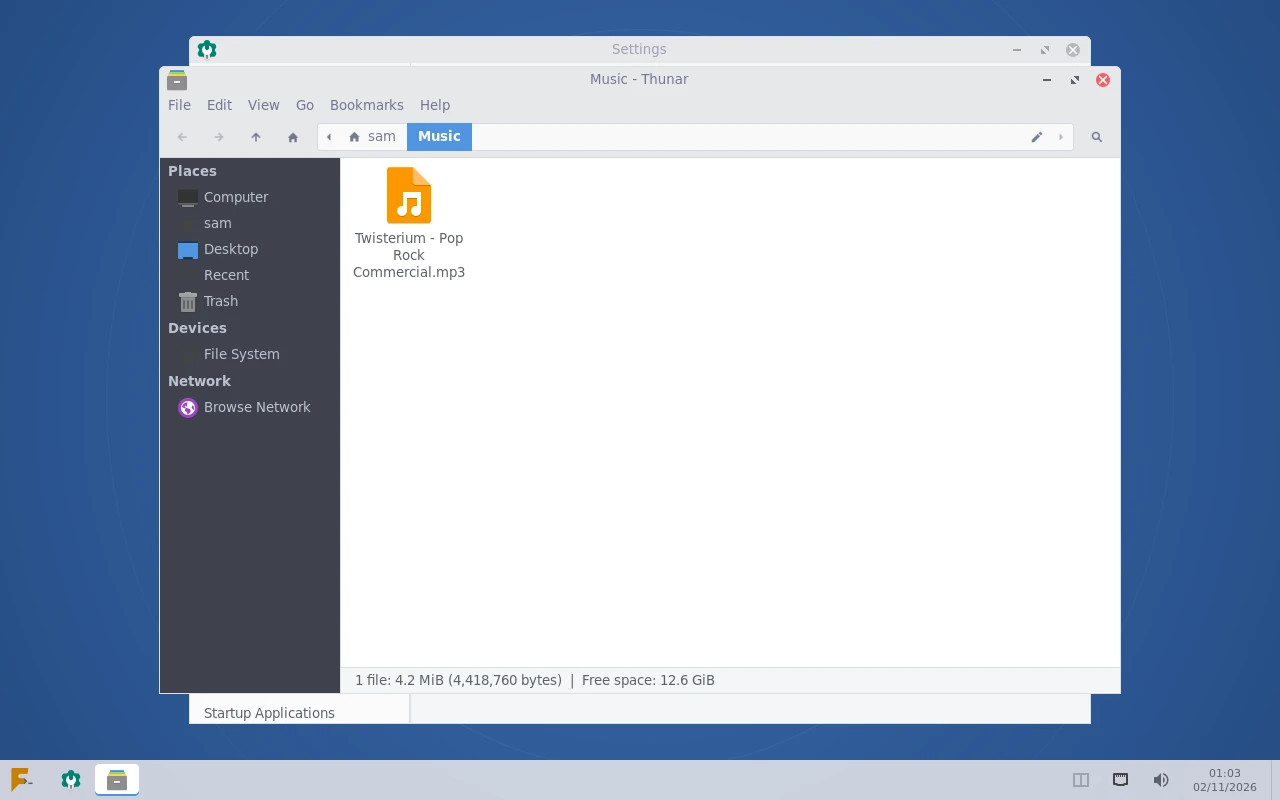 Settings
Music - Thunar
File Edit View Go Bookmarks Help
sam Music
Places
Computer
sam
Desktop
Recent
Trash
Devices
File System
Network
Browse Network
Twisterium - Pop
Rock
Commercial.mp3
1 file: 4.2 MiB (4,418,760 bytes) | Free space: 12.6 GiB
Startup Applications
01:03
02/11/2026